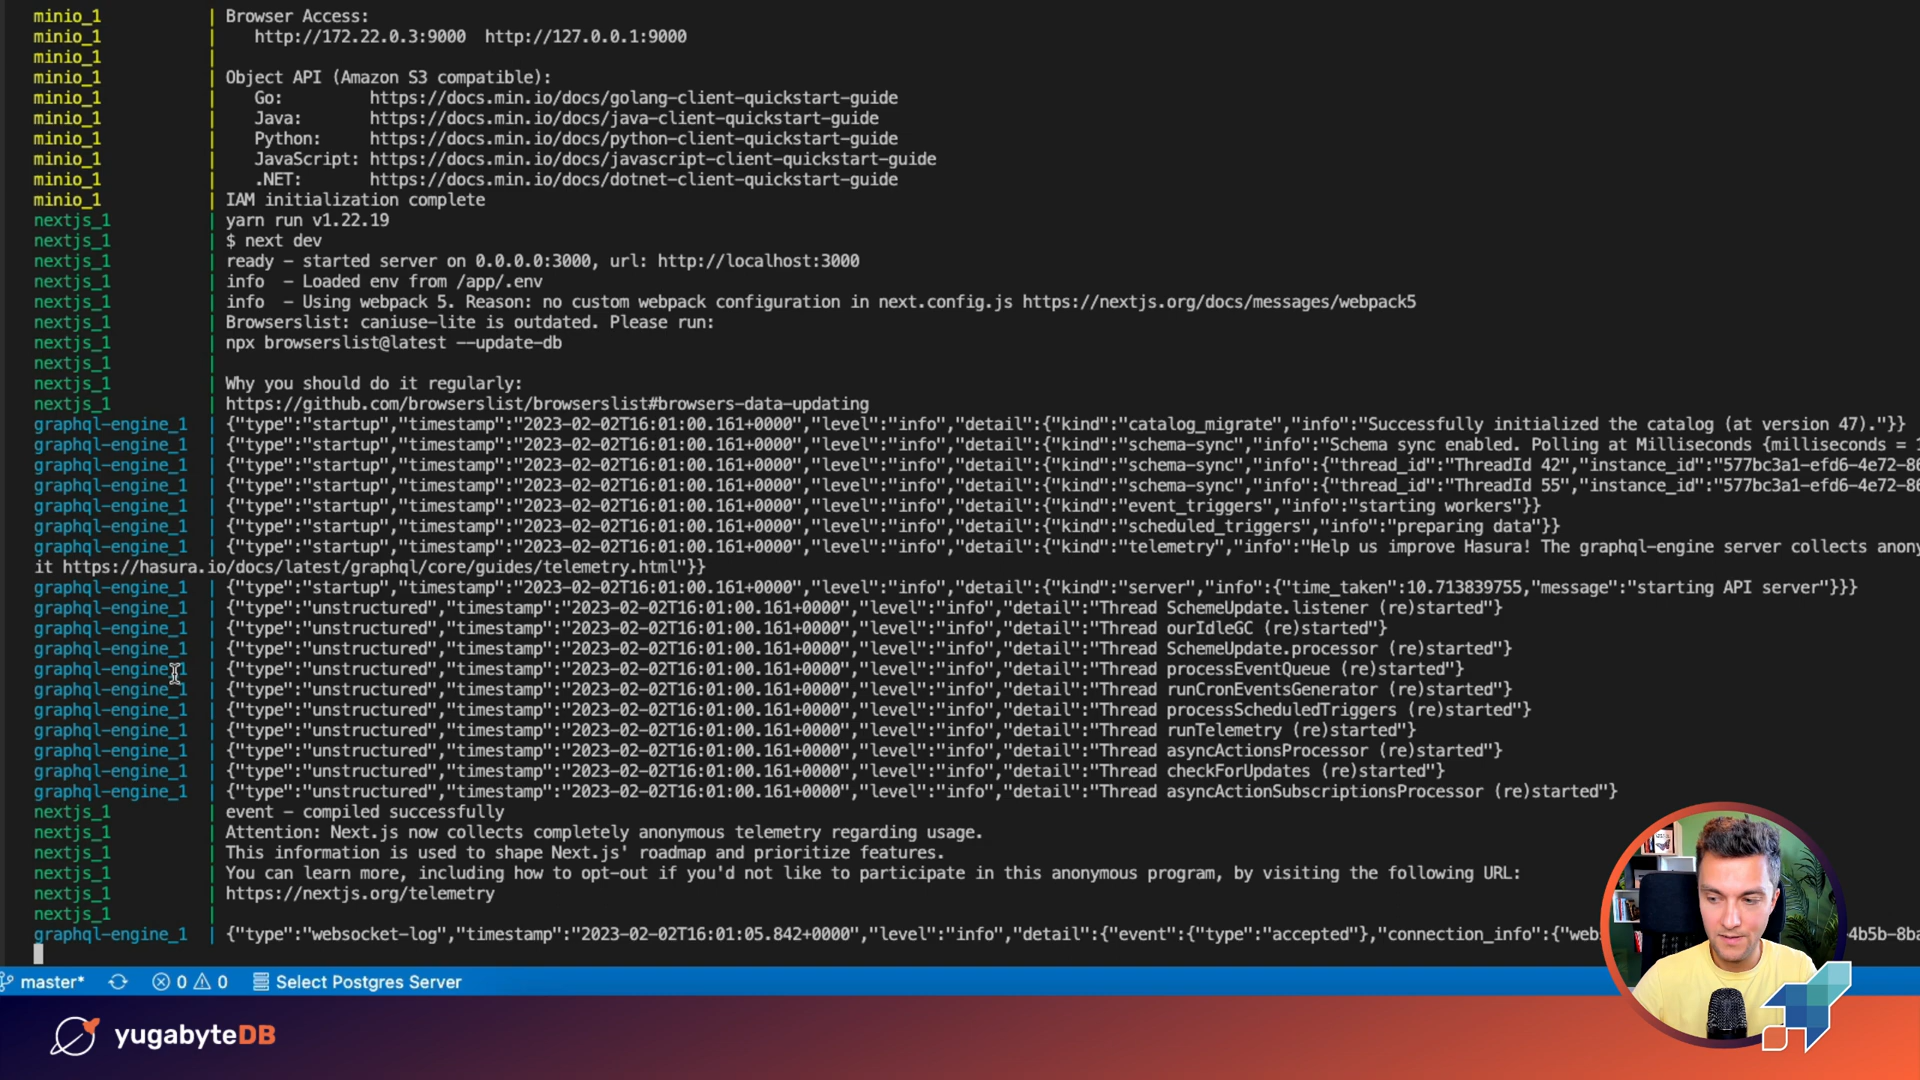 minio_1 | Browser Access:
minio_1 | http://172.22.0.3:9000 http://127.0.0.1:9000
minio_1 |
minio_1 | Object API (Amazon S3 compatible):
minio_1 | Go: https://docs.min.io/docs/golang-client-quickstart-guide
minio_1 | Java: https://docs.min.io/docs/java-client-quickstart-guide
minio_1 | Python: https://docs.min.io/docs/python-client-quickstart-guide
minio_1 | JavaScript: https://docs.min.io/docs/javascript-client-quickstart-guide
minio_1 | .NET: https://docs.min.io/docs/dotnet-client-quickstart-guide
minio_1 | IAM initialization complete
nextjs_1 | yarn run v1.22.19
nextjs_1 | $ next dev
nextjs_1 | ready - started server on 0.0.0.0:3000, url: http://localhost:3000
nextjs_1 | info - Loaded env from /app/.env
nextjs_1 | info - Using webpack 5. Reason: no custom webpack configuration in next.config.js https://nextjs.org/docs/messages/webpack5
nextjs_1 | Browserslist: caniuse-lite is outdated. Please run:
nextjs_1 | npx browserslist@latest --update-db
nextjs_1 |
nextjs_1 | Why you should do it regularly:
nextjs_1 | https://github.com/browserslist/browserslist#browsers-data-updating
graphql-engine_1 | {"type":"startup","timestamp":"2023-02-02T16:01:00.161+0000","level":"info","detail":{"kind":"catalog_migrate","info":"Successfully initialized the catalog (at version 47)."}}
graphql-engine_1 | {"type":"startup","timestamp":"2023-02-02T16:01:00.161+0000","level":"info","detail":{"kind":"schema-sync","info":"Schema sync enabled. Polling at Milliseconds {milliseconds = 1
graphql-engine_1 | {"type":"startup","timestamp":"2023-02-02T16:01:00.161+0000","level":"info","detail":{"kind":"schema-sync","info":{"thread_id":"ThreadId 42","instance_id":"577bc3a1-efd6-4e72-86
graphql-engine_1 | {"type":"startup","timestamp":"2023-02-02T16:01:00.161+0000","level":"info","detail":{"kind":"schema-sync","info":{"thread_id":"ThreadId 55","instance_id":"577bc3a1-efd6-4e72-86
graphql-engine_1 | {"type":"startup","timestamp":"2023-02-02T16:01:00.161+0000","level":"info","detail":{"kind":"event_triggers","info":"starting workers"}}
graphql-engine_1 | {"type":"startup","timestamp":"2023-02-02T16:01:00.161+0000","level":"info","detail":{"kind":"scheduled_triggers","info":"preparing data"}}
graphql-engine_1 | {"type":"startup","timestamp":"2023-02-02T16:01:00.161+0000","level":"info","detail":{"kind":"telemetry","info":"Help us improve Hasura! The graphql-engine server collects anony
it https://hasura.io/docs/latest/graphql/core/guides/telemetry.html"}}
graphql-engine_1 | {"type":"startup","timestamp":"2023-02-02T16:01:00.161+0000","level":"info","detail":{"kind":"server","info":{"time_taken":10.713839755,"message":"starting API server"}}}
graphql-engine_1 | {"type":"unstructured","timestamp":"2023-02-02T16:01:00.161+0000","level":"info","detail":"Thread SchemeUpdate.listener (re)started"}
graphql-engine_1 | {"type":"unstructured","timestamp":"2023-02-02T16:01:00.161+0000","level":"info","detail":"Thread ourIdleGC (re)started"}
graphql-engine_1 | {"type":"unstructured","timestamp":"2023-02-02T16:01:00.161+0000","level":"info","detail":"Thread SchemeUpdate.processor (re)started"}
graphql-engine_1 | {"type":"unstructured","timestamp":"2023-02-02T16:01:00.161+0000","level":"info","detail":"Thread processEventQueue (re)started"}
graphql-engine_1 | {"type":"unstructured","timestamp":"2023-02-02T16:01:00.161+0000","level":"info","detail":"Thread runCronEventsGenerator (re)started"}
graphql-engine_1 | {"type":"unstructured","timestamp":"2023-02-02T16:01:00.161+0000","level":"info","detail":"Thread processScheduledTriggers (re)started"}
graphql-engine_1 | {"type":"unstructured","timestamp":"2023-02-02T16:01:00.161+0000","level":"info","detail":"Thread runTelemetry (re)started"}
graphql-engine_1 | {"type":"unstructured","timestamp":"2023-02-02T16:01:00.161+0000","level":"info","detail":"Thread asyncActionsProcessor (re)started"}
graphql-engine_1 | {"type":"unstructured","timestamp":"2023-02-02T16:01:00.161+0000","level":"info","detail":"Thread checkForUpdates (re)started"}
graphql-engine_1 | {"type":"unstructured","timestamp":"2023-02-02T16:01:00.161+0000","level":"info","detail":"Thread asyncActionSubscriptionsProcessor (re)started"}
nextjs_1 | event - compiled successfully
nextjs_1 | Attention: Next.js now collects completely anonymous telemetry regarding usage.
nextjs_1 | This information is used to shape Next.js' roadmap and prioritize features.
nextjs_1 | You can learn more, including how to opt-out if you'd not like to participate in this anonymous program, by visiting the following URL:
nextjs_1 | https://nextjs.org/telemetry
nextjs_1 |
graphql-engine_1 | {"type":"websocket-log","timestamp":"2023-02-02T16:01:05.842+0000","level":"info","detail":{"event":{"type":"accepted"},"connection_info":{"web 4b5b-8ba
master* 0 0 Select Postgres Server
yugabyteDB